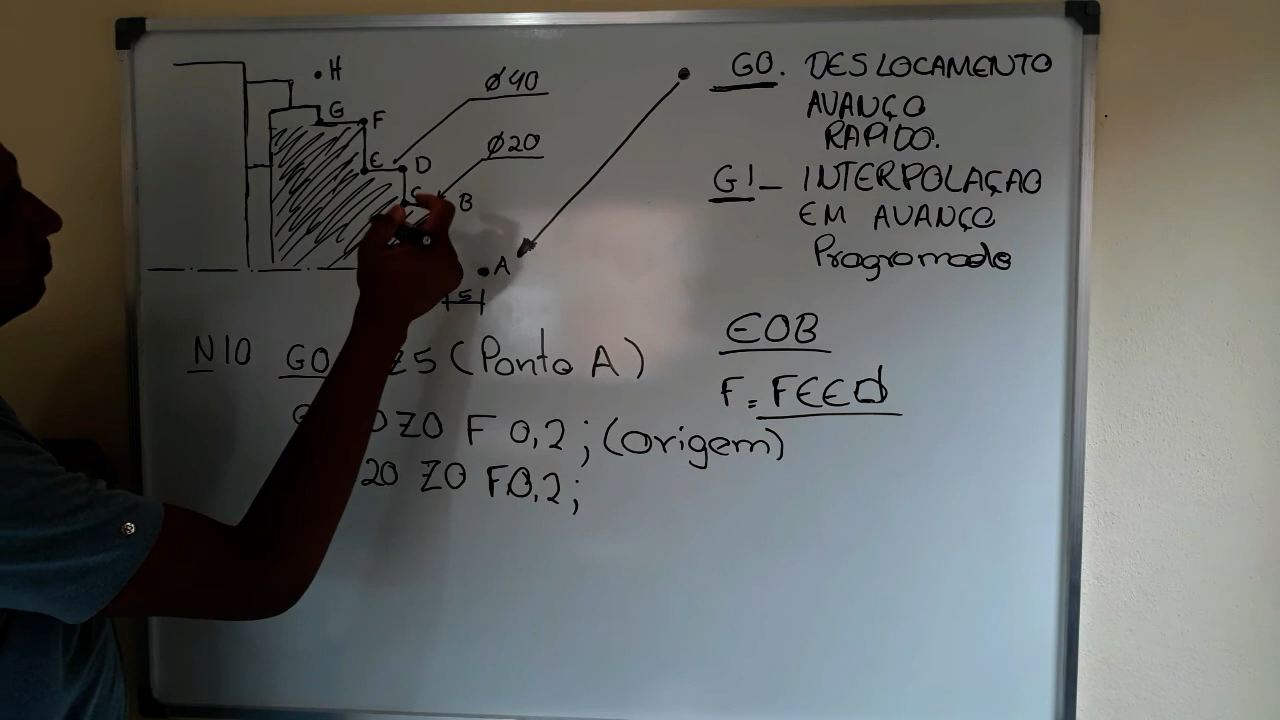 H
G
F
E
D
B
A
5
ø40
ø20
G0. DESLOCAMENTO
AVANÇO
RAPIDO.
G1_ INTERPOLAÇAO
EM AVANÇO
Programado
EOB
F = FEED
N10 G0 Z5 (Ponto A)
Z0 F 0,2 ; (origem)
20 Z0 F0,2 ;